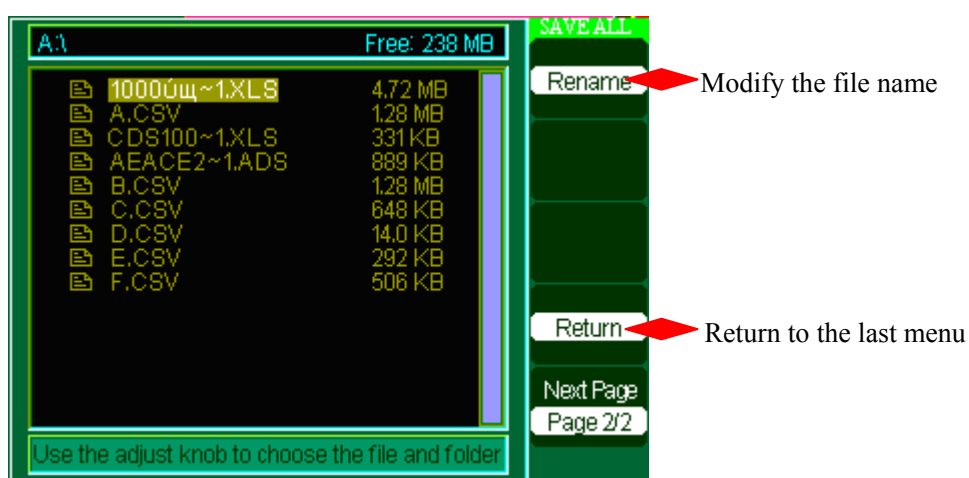 SAVE ALL
A:\ Free: 238 MB
1000úщ~1.XLS 4.72 MB
A.CSV 1.28 MB
CDS100~1.XLS 331 KB
AEACE2~1.ADS 889 KB
B.CSV 1.28 MB
C.CSV 648 KB
D.CSV 14.0 KB
E.CSV 292 KB
F.CSV 506 KB
Use the adjust knob to choose the file and folder
Rename
Modify the file name
Return
Return to the last menu
Next Page
Page 2/2